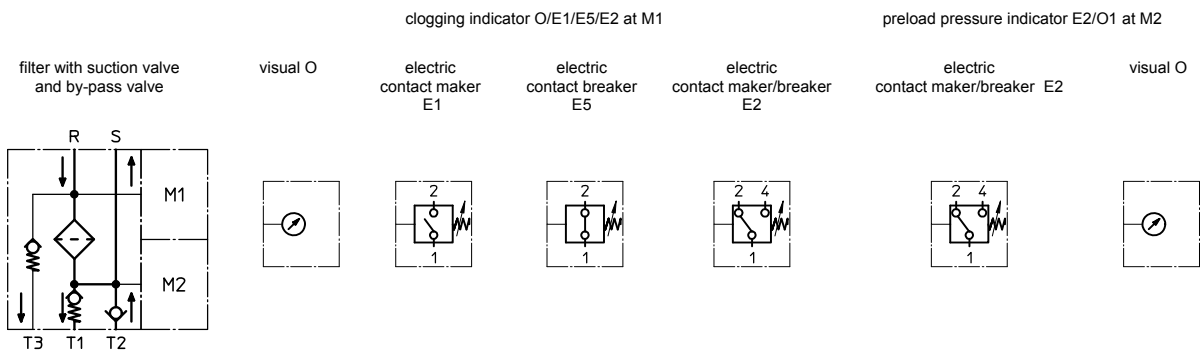 clogging indicator O/E1/E5/E2 at M1
preload pressure indicator E2/O1 at M2
filter with suction valve
and by-pass valve
visual O
electric
contact maker
E1
electric
contact breaker
E5
electric
contact maker/breaker
E2
electric
contact maker/breaker E2
visual O
R S
M1
M2
T3 T1 T2
2
1
2
1
2 4
1
2 4
1